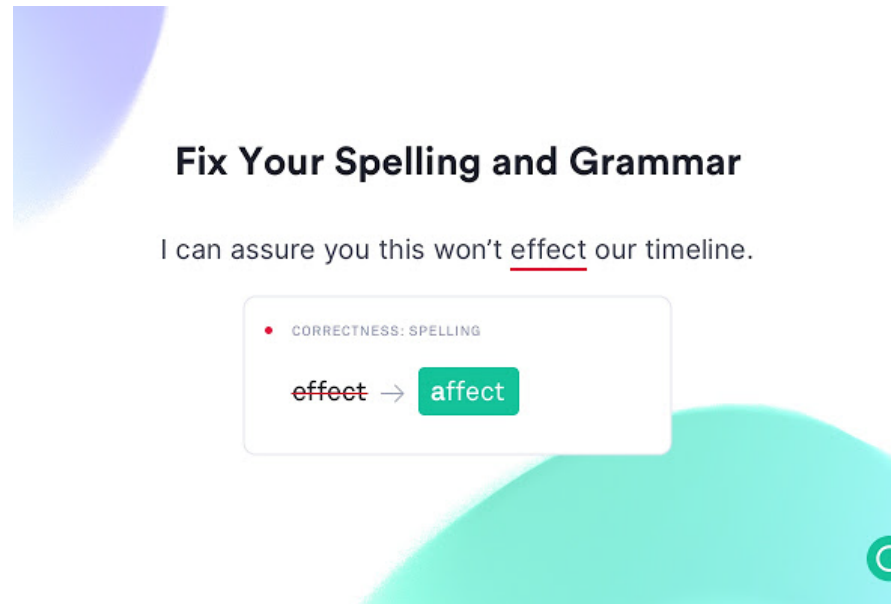 Fix Your Spelling and Grammar
I can assure you this won’t effect our timeline.
CORRECTNESS: SPELLING
effect → affect